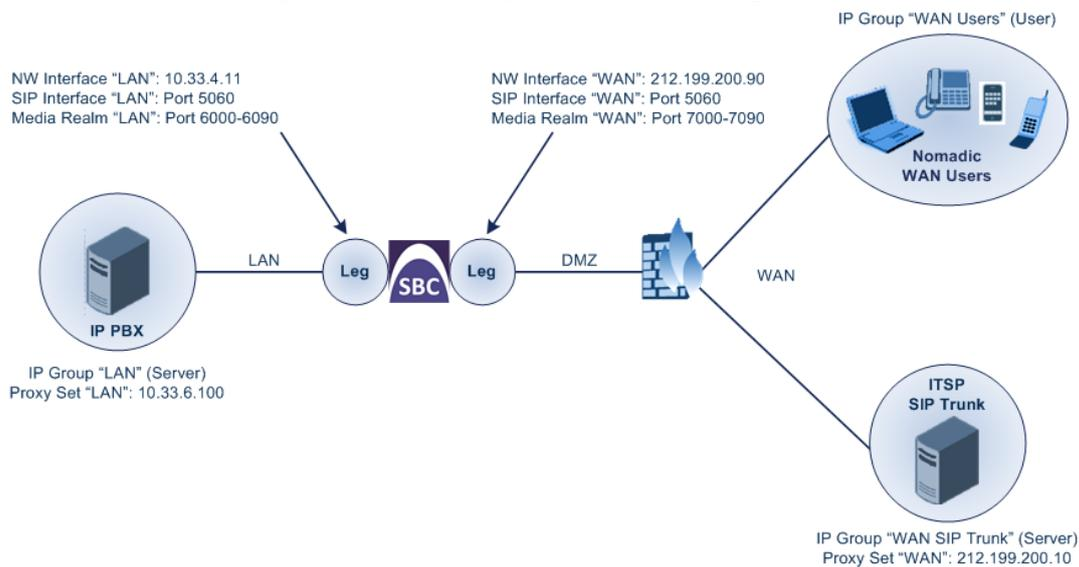 IP Group “WAN Users” (User)
NW Interface “LAN”: 10.33.4.11
SIP Interface “LAN”: Port 5060
Media Realm “LAN”: Port 6000-6090
NW Interface “WAN”: 212.199.200.90
SIP Interface “WAN”: Port 5060
Media Realm “WAN”: Port 7000-7090
Nomadic
WAN Users
LAN
Leg
SBC
Leg
DMZ
WAN
IP PBX
IP Group “LAN” (Server)
Proxy Set “LAN”: 10.33.6.100
ITSP
SIP Trunk
IP Group “WAN SIP Trunk” (Server)
Proxy Set “WAN”: 212.199.200.10